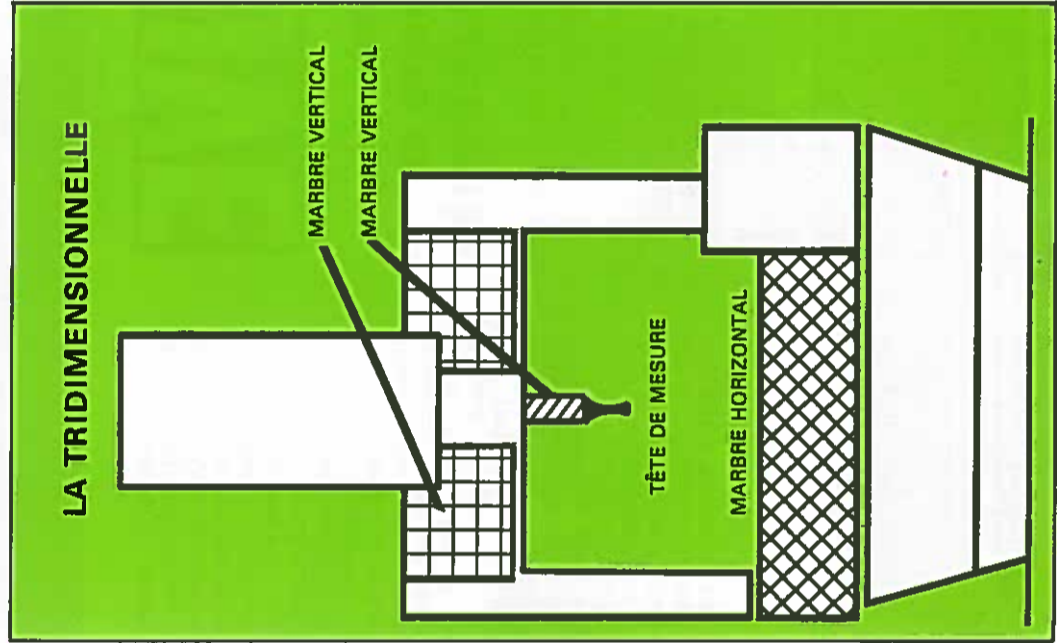 LA TRIDIMENSIONNELLE
MARBRE VERTICAL
MARBRE VERTICAL
TÊTE DE MESURE
MARBRE HORIZONTAL